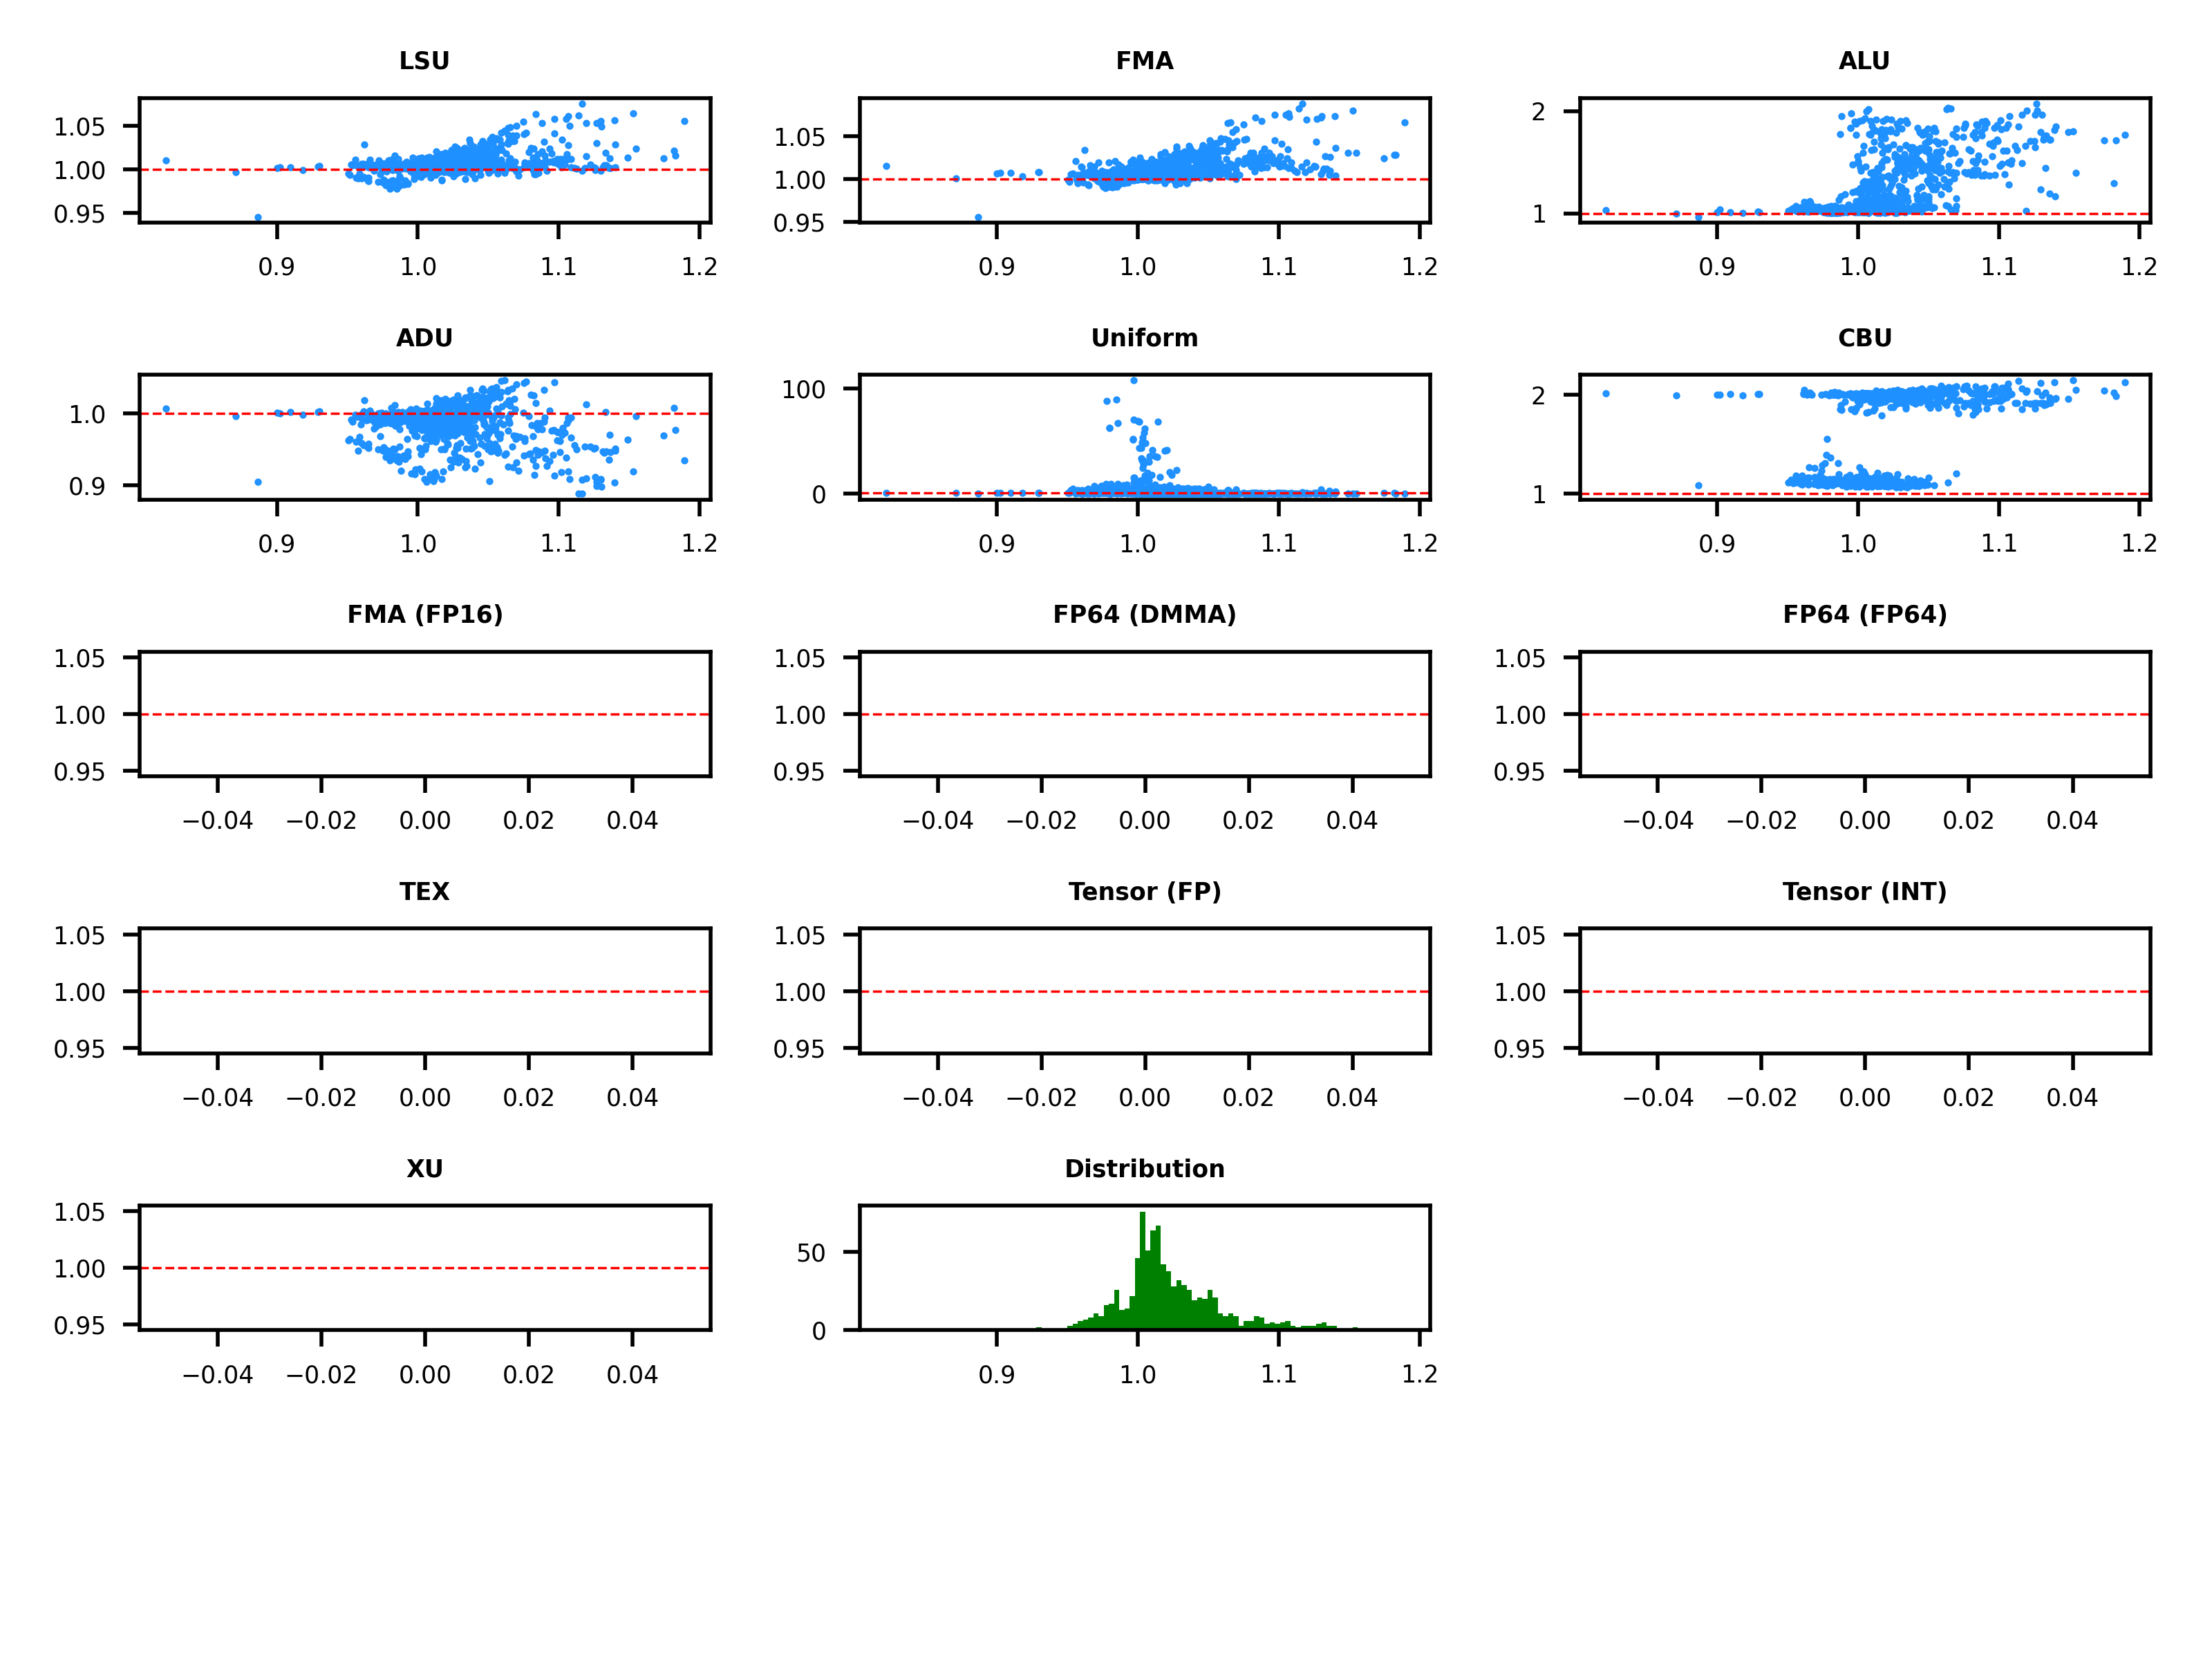 LSU FMA ALU
1.05 1.05 2
1.00 1.00
0.95 0.95 1
0.9 1.0 1.1 1.2 0.9 1.0 1.1 1.2 0.9 1.0 1.1 1.2
ADU Uniform CBU
1.0 100 2
0.9 0 1
0.9 1.0 1.1 1.2 0.9 1.0 1.1 1.2 0.9 1.0 1.1 1.2
FMA (FP16) FP64 (DMMA) FP64 (FP64)
1.05 1.05 1.05
1.00 1.00 1.00
0.95 0.95 0.95
−0.04 −0.02 0.00 0.02 0.04 −0.04 −0.02 0.00 0.02 0.04 −0.04 −0.02 0.00 0.02 0.04
TEX Tensor (FP) Tensor (INT)
1.05 1.05 1.05
1.00 1.00 1.00
0.95 0.95 0.95
−0.04 −0.02 0.00 0.02 0.04 −0.04 −0.02 0.00 0.02 0.04 −0.04 −0.02 0.00 0.02 0.04
XU Distribution
1.05
1.00 50
0.95 0
−0.04 −0.02 0.00 0.02 0.04 0.9 1.0 1.1 1.2